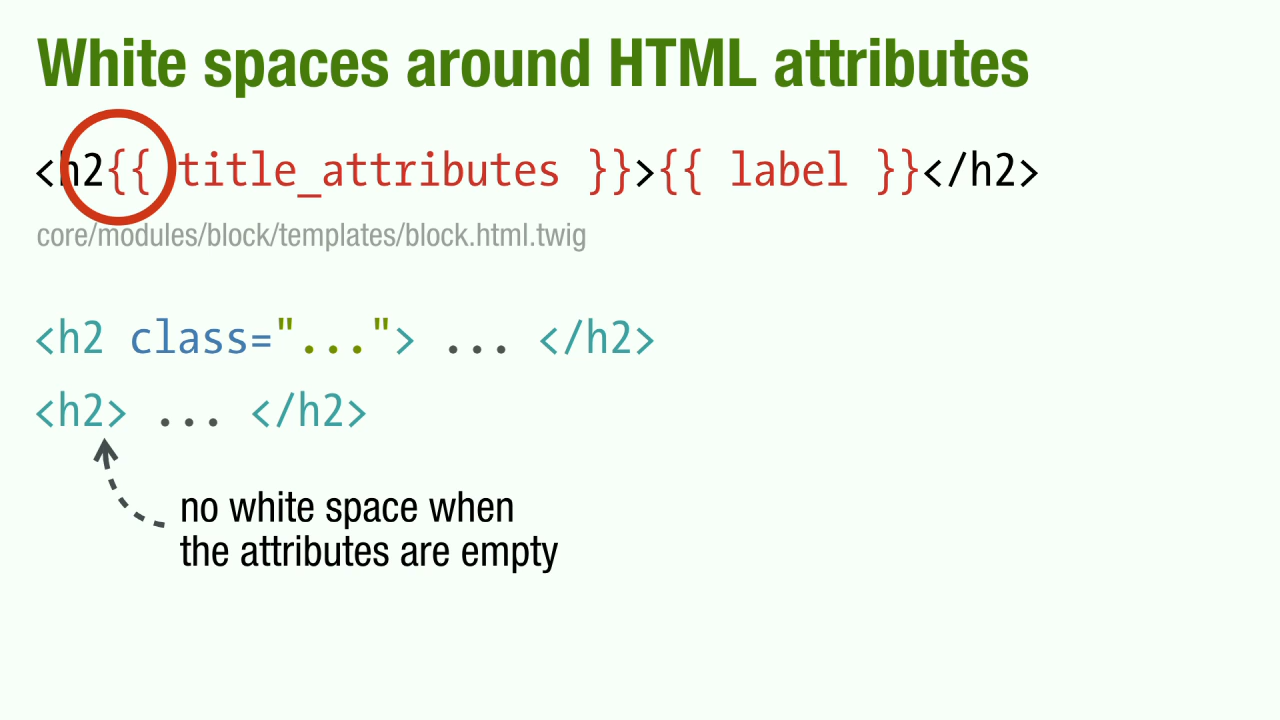 White spaces around HTML attributes
<h2{{ title_attributes }}>{{ label }}</h2>
core/modules/block/templates/block.html.twig
<h2 class="..."> ... </h2>
<h2> ... </h2>
no white space when
the attributes are empty